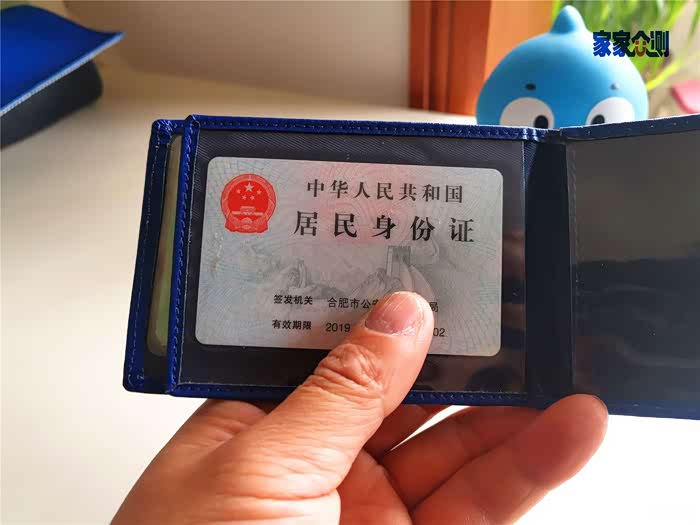 家家众测
中华人民共和国
居民身份证
签发机关 合肥市公安 局
有效期限 2019 02